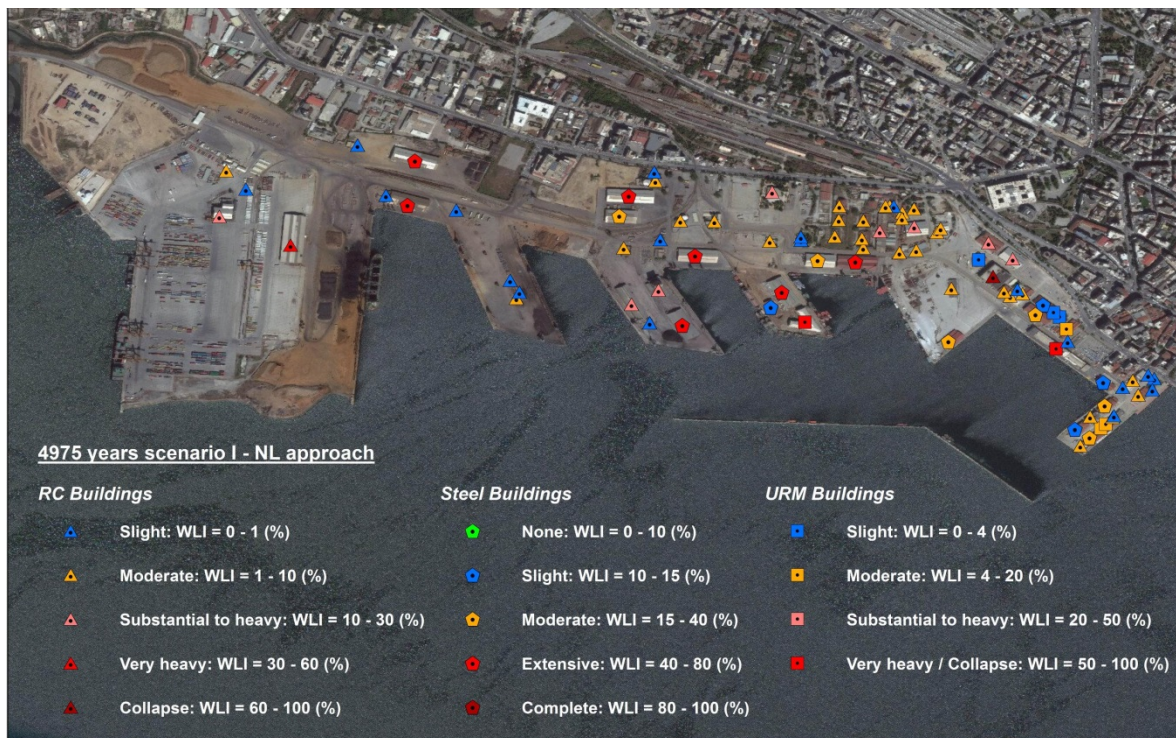 4975 years scenario I - NL approach
RC Buildings
Slight: WLI = 0 - 1 (%)
Moderate: WLI = 1 - 10 (%)
Substantial to heavy: WLI = 10 - 30 (%)
Very heavy: WLI = 30 - 60 (%)
Collapse: WLI = 60 - 100 (%)
Steel Buildings
None: WLI = 0 - 10 (%)
Slight: WLI = 10 - 15 (%)
Moderate: WLI = 15 - 40 (%)
Extensive: WLI = 40 - 80 (%)
Complete: WLI = 80 - 100 (%)
URM Buildings
Slight: WLI = 0 - 4 (%)
Moderate: WLI = 4 - 20 (%)
Substantial to heavy: WLI = 20 - 50 (%)
Very heavy / Collapse: WLI = 50 - 100 (%)